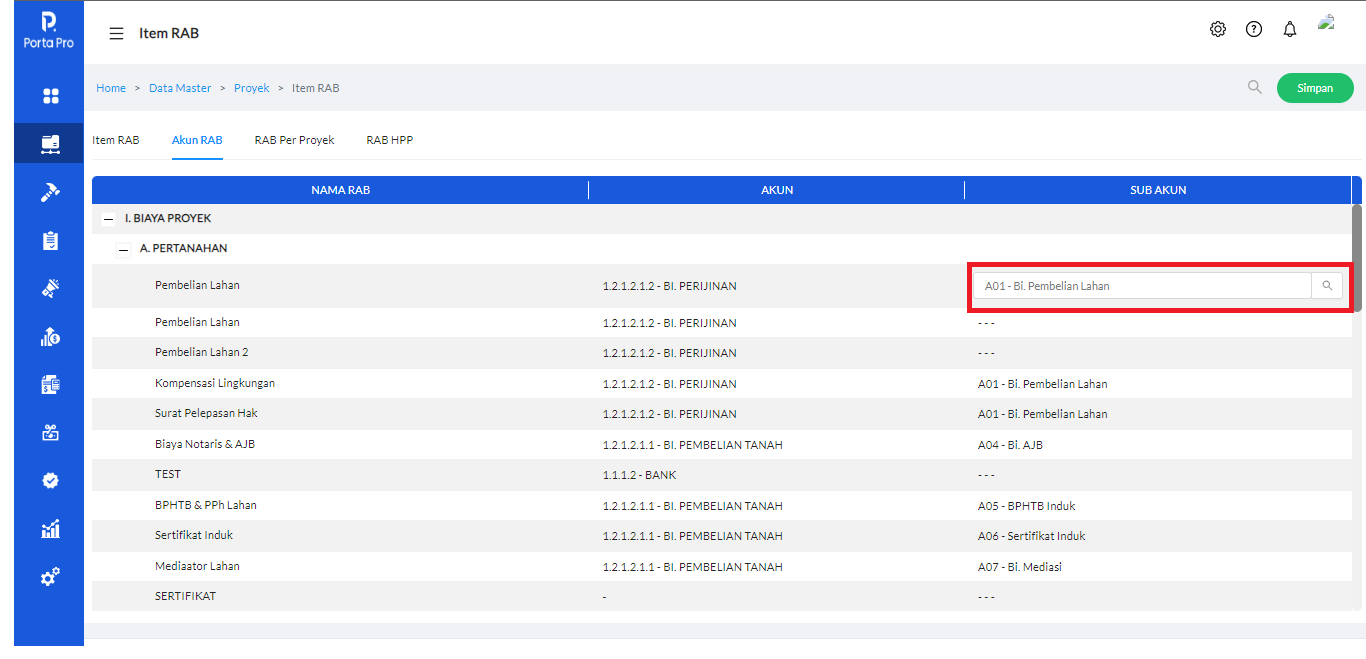 Porta Pro
Item RAB
Home > Data Master > Proyek > Item RAB
Simpan
Item RAB Akun RAB RAB Per Proyek RAB HPP
NAMA RAB AKUN SUB AKUN
I. BIAYA PROYEK
A. PERTANAHAN
Pembelian Lahan 1.2.1.2.1.2 - BI. PERIJINAN A01 - Bi. Pembelian Lahan
Pembelian Lahan 1.2.1.2.1.2 - BI. PERIJINAN - - -
Pembelian Lahan 2 1.2.1.2.1.2 - BI. PERIJINAN - - -
Kompensasi Lingkungan 1.2.1.2.1.2 - BI. PERIJINAN A01 - Bi. Pembelian Lahan
Surat Pelepasan Hak 1.2.1.2.1.2 - BI. PERIJINAN A01 - Bi. Pembelian Lahan
Biaya Notaris & AJB 1.2.1.2.1.1 - BI. PEMBELIAN TANAH A04 - Bi. AJB
TEST 1.1.1.2 - BANK - - -
BPHTB & PPh Lahan 1.2.1.2.1.1 - BI. PEMBELIAN TANAH A05 - BPHTB Induk
Sertifikat Induk 1.2.1.2.1.1 - BI. PEMBELIAN TANAH A06 - Sertifikat Induk
Mediaator Lahan 1.2.1.2.1.1 - BI. PEMBELIAN TANAH A07 - Bi. Mediasi
SERTIFIKAT - - - -